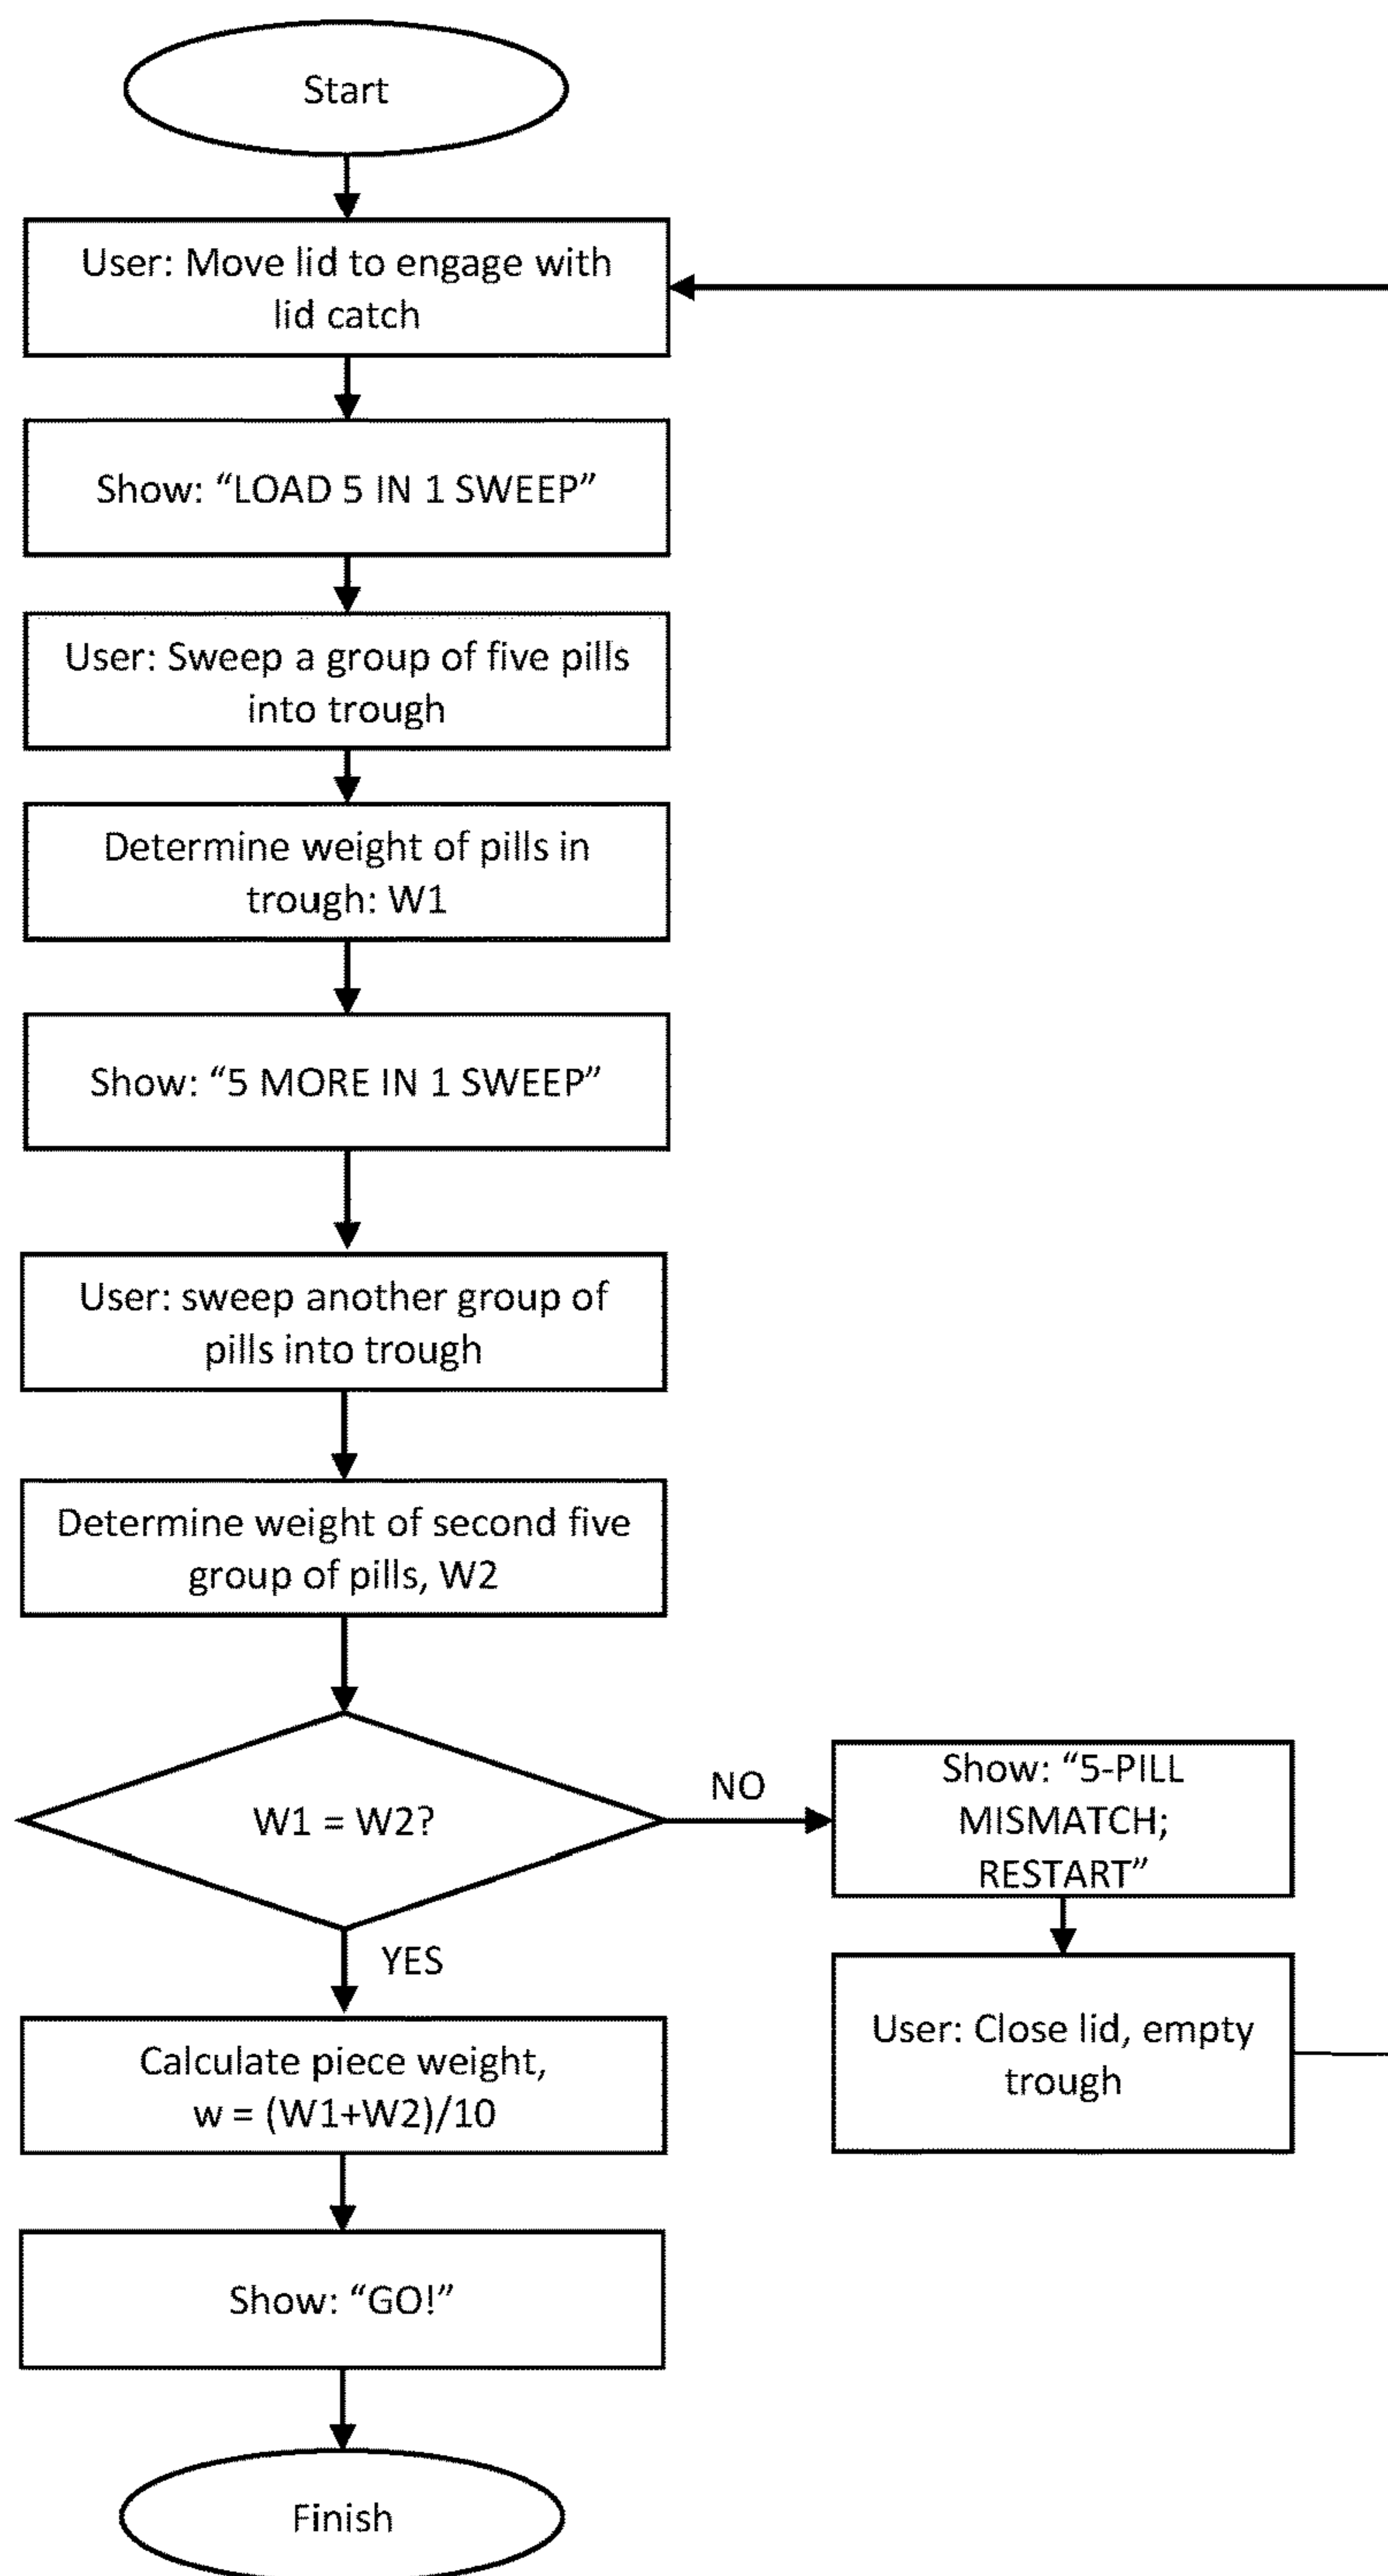 Start
User: Move lid to engage with
lid catch
Show: “LOAD 5 IN 1 SWEEP”
User: Sweep a group of five pills
into trough
Determine weight of pills in
trough: W1
Show: “5 MORE IN 1 SWEEP”
User: sweep another group of
pills into trough
Determine weight of second five
group of pills, W2
W1 = W2?
NO
Show: “5-PILL
MISMATCH;
RESTART”
User: Close lid, empty
trough
YES
Calculate piece weight,
w = (W1+W2)/10
Show: “GO!”
Finish